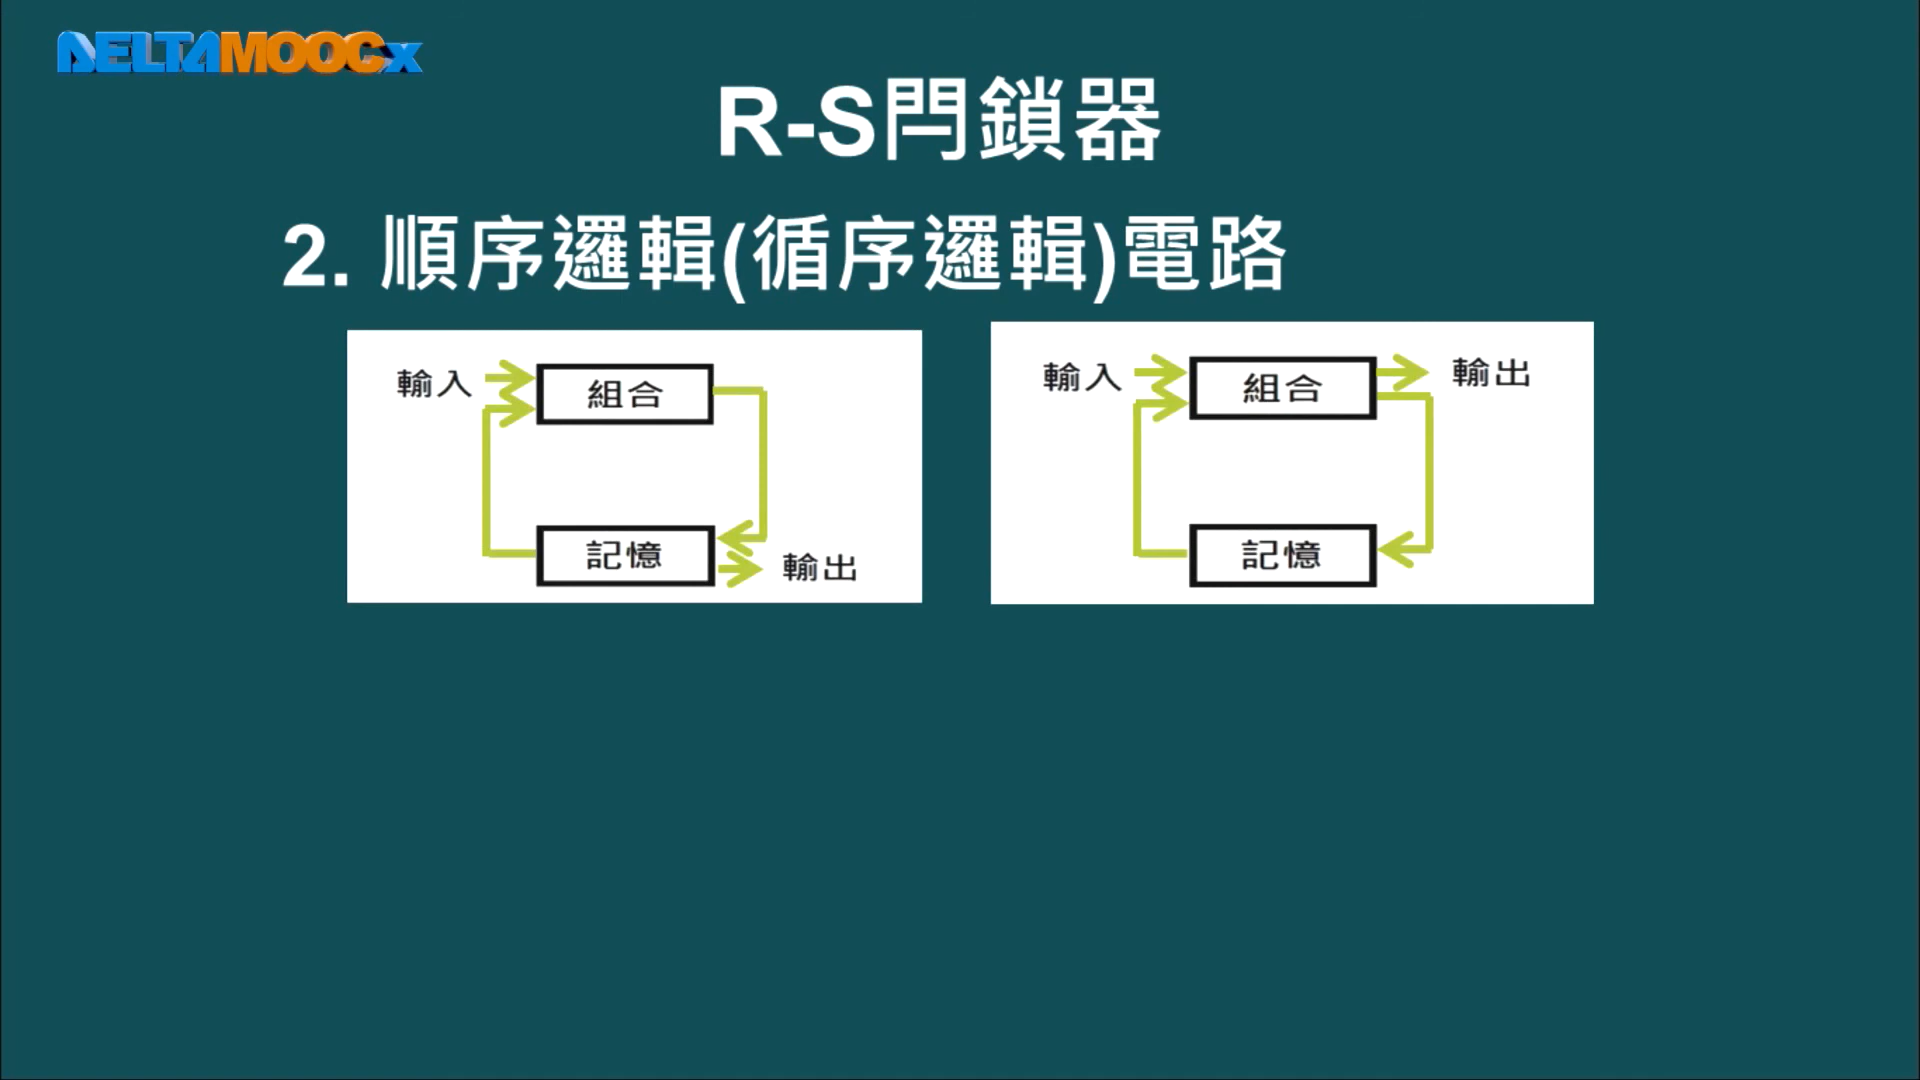 DELTAMOOCx
R-S閂鎖器
2. 順序邏輯(循序邏輯)電路
輸入
組合
記憶
輸出
輸入
組合
輸出
記憶